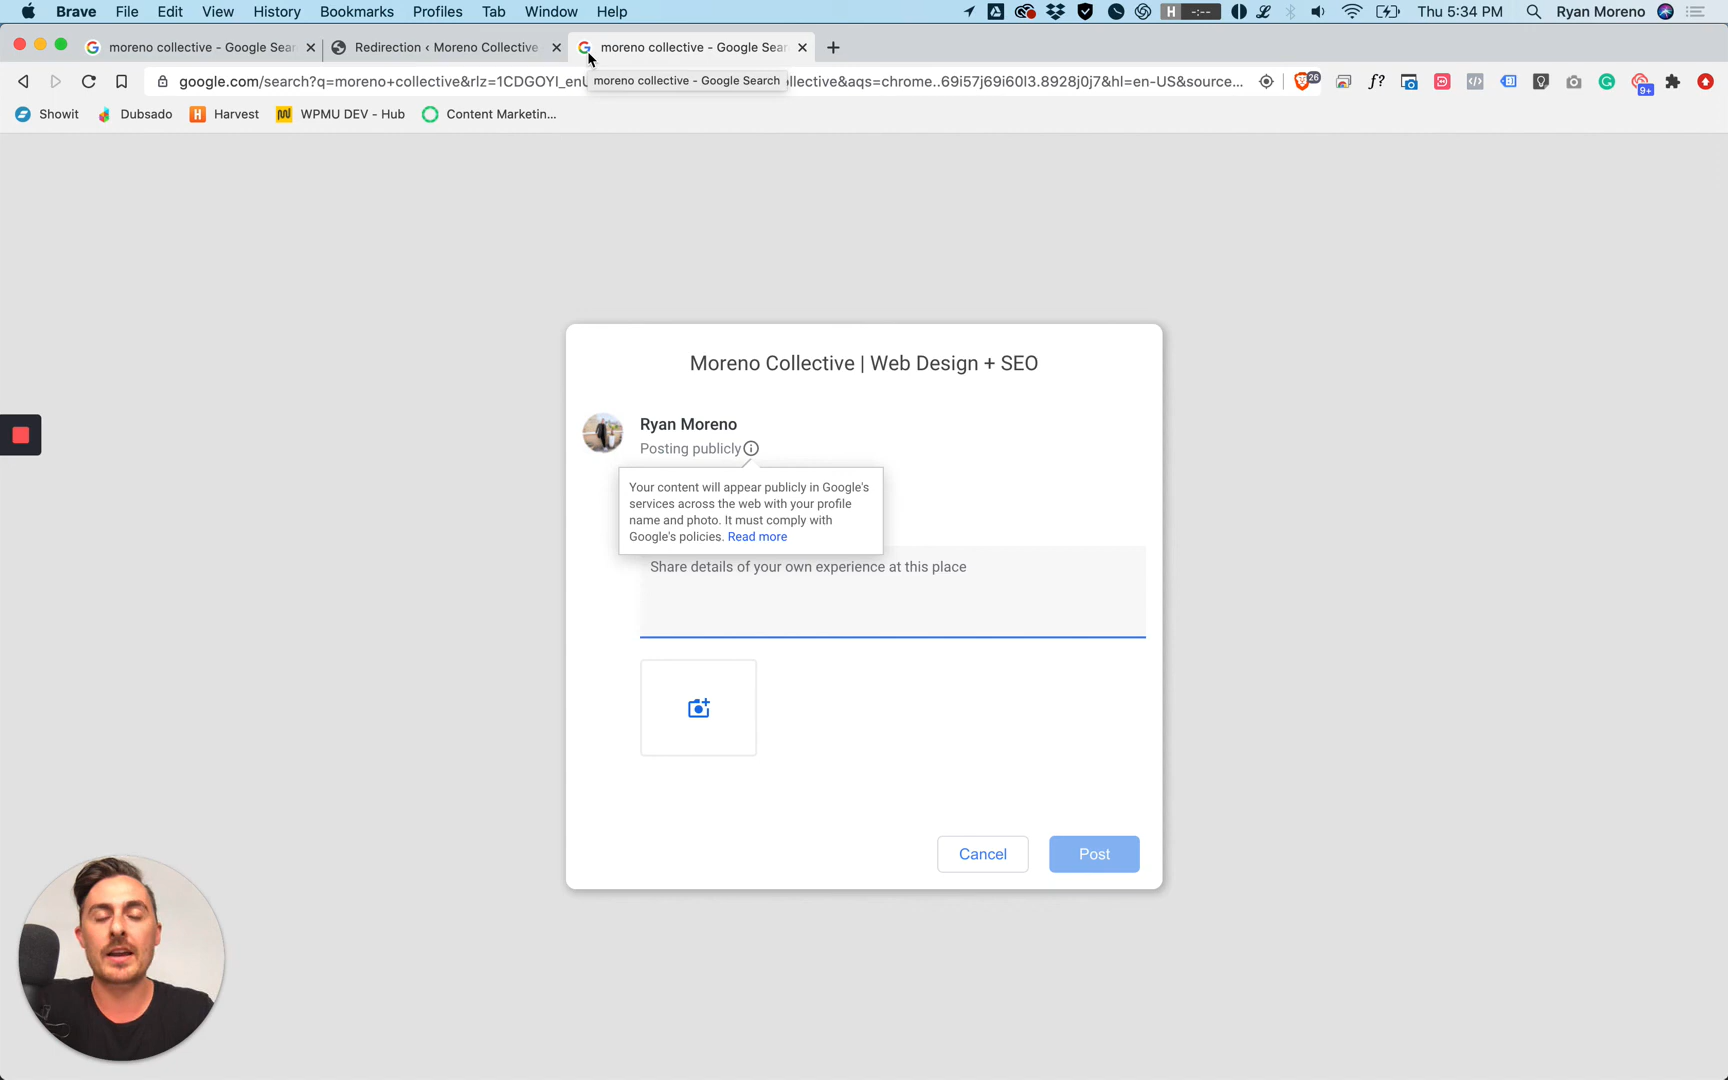 Brave File Edit View History Bookmarks Profiles Tab Window Help H -:-- Thu 5:34 PM Ryan Moreno
moreno collective - Google Sear Redirection ‹ Moreno Collective moreno collective - Google Sear
google.com/search?q=moreno+collective&rlz=1CDGOYI_enU llective&aqs=chrome..69i57j69i60l3.8928j0j7&hl=en-US&source... 26 f? 9+
moreno collective - Google Search
Showit Dubsado H Harvest WPMU DEV - Hub Content Marketin...
Moreno Collective | Web Design + SEO
Ryan Moreno
Posting publicly
Your content will appear publicly in Google's
services across the web with your profile
name and photo. It must comply with
Google's policies. Read more
Share details of your own experience at this place
Cancel Post